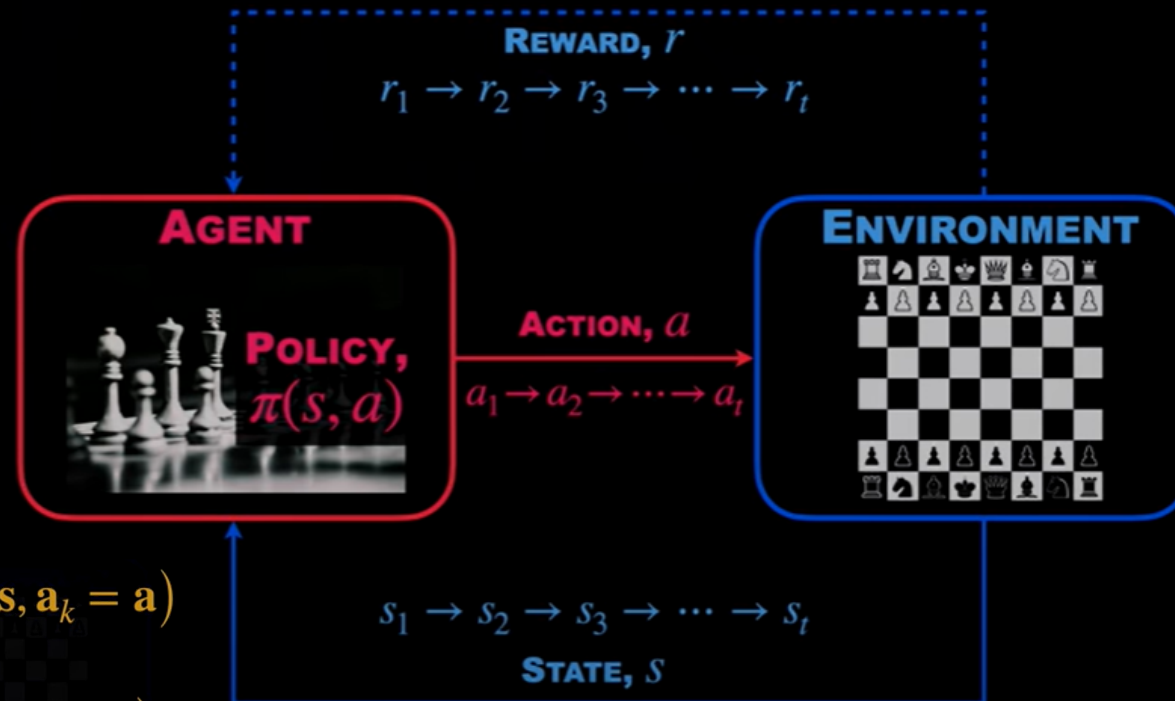 REWARD, r
r₁ → r₂ → r₃ → ⋯ → rₜ
AGENT
ENVIRONMENT
POLICY,
π(s, a)
ACTION, a
a₁→a₂→⋯→aₜ
s, aₖ = a)
s₁ → s₂ → s₃ → ⋯ → sₜ
STATE, s